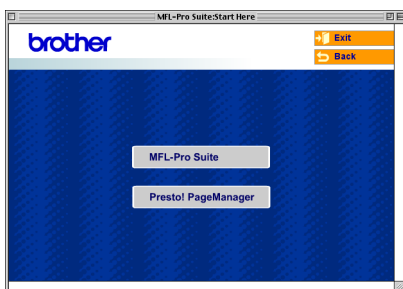 MFL-Pro Suite:Start Here
brother
Exit
Back
MFL-Pro Suite
Presto! PageManager